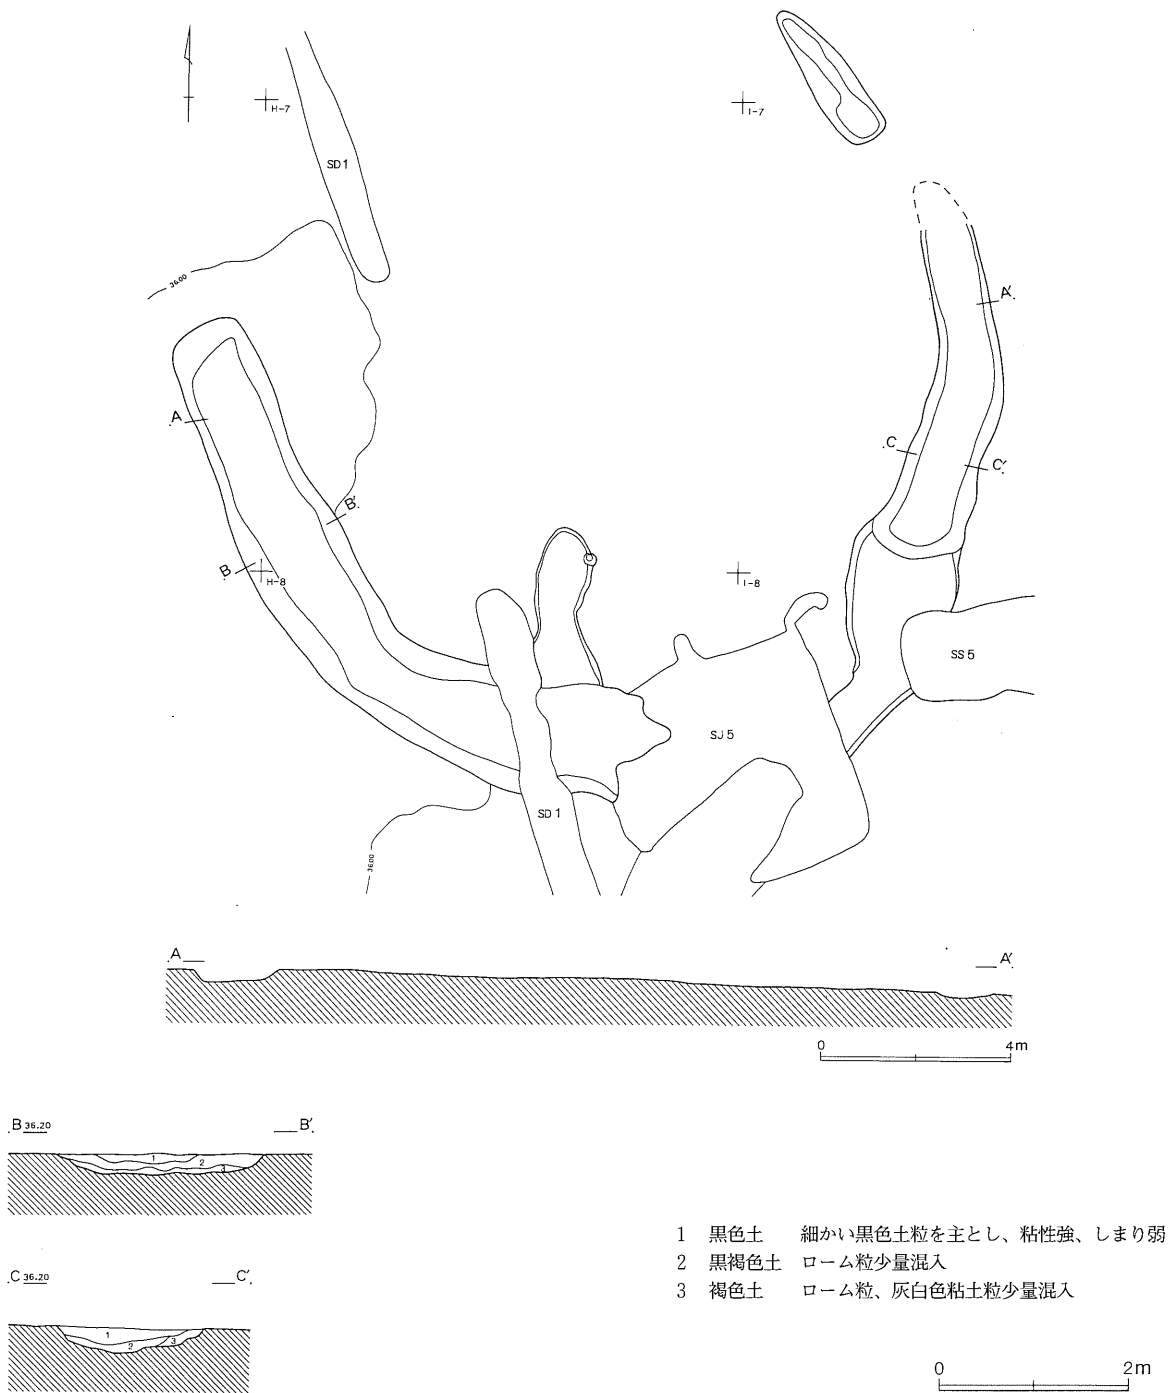 H-7
I-7
SD1
36.00
A
A′
B
B′
C
C′
H-8
I-8
SS5
SJ5
SD1
36.00
A
A′
0 4m
B 36.20 B′
1
2
3
C 36.20 C′
1
2
3
1 黒色土 細かい黒色土粒を主とし、粘性強、しまり弱
2 黒褐色土 ローム粒少量混入
3 褐色土 ローム粒、灰白色粘土粒少量混入
0 2m